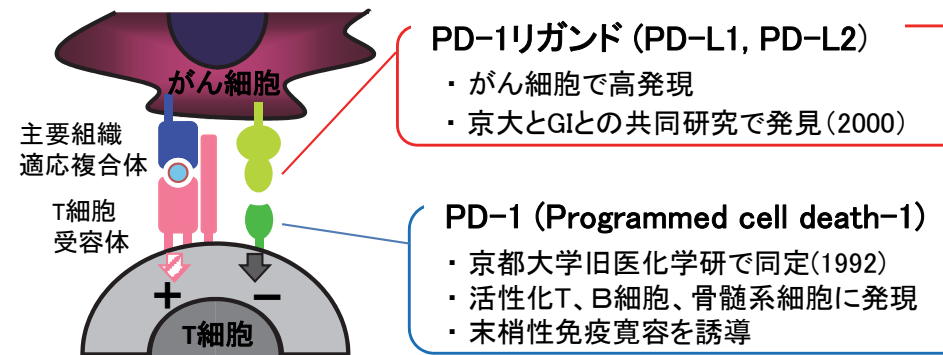 がん細胞
主要組織
適応複合体
T細胞
受容体
+
−
T細胞
PD-1リガンド (PD-L1, PD-L2)
・ がん細胞で高発現
・ 京大とGIとの共同研究で発見(2000)
PD-1 (Programmed cell death-1)
・ 京都大学旧医化学研で同定(1992)
・ 活性化T、B細胞、骨髄系細胞に発現
・ 末梢性免疫寛容を誘導